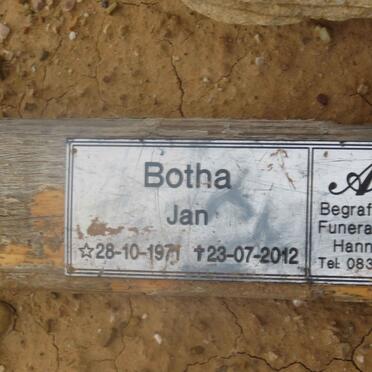 Botha
Jan
☆28-10-1971 ✝23-07-2012
A
Begraf
Funera
Hann
Tel: 083